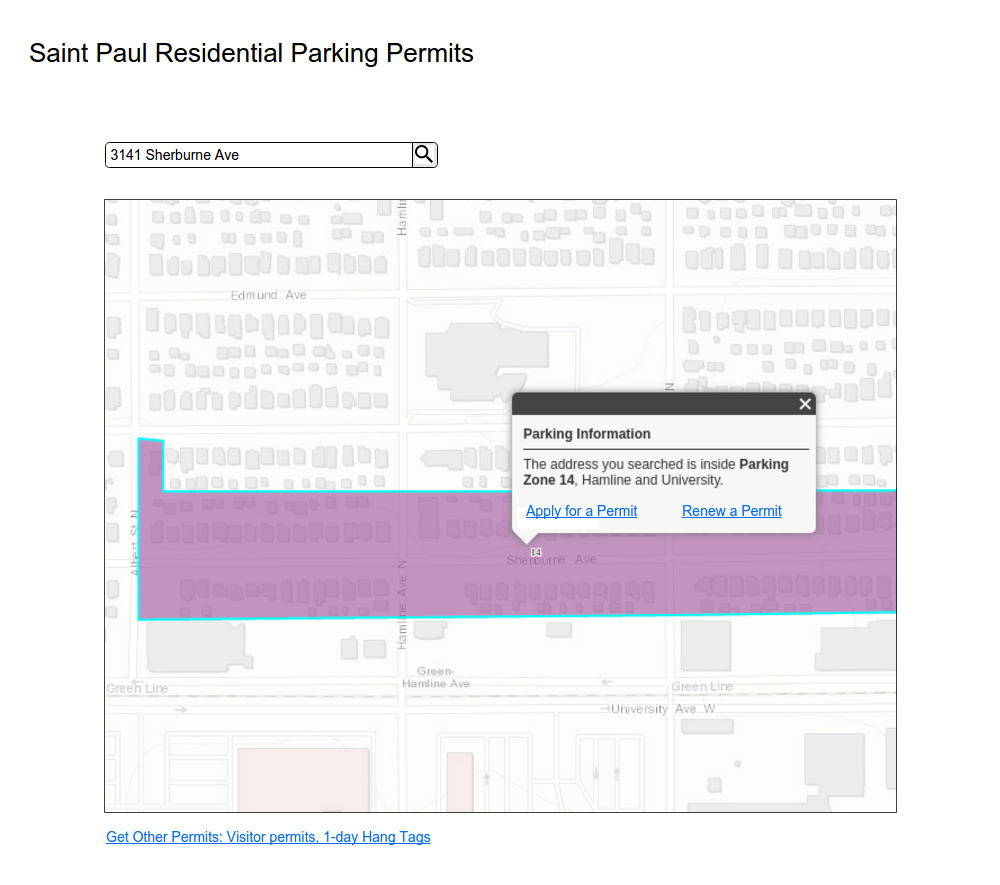 Saint Paul Residential Parking Permits
3141 Sherburne Ave
Edmund Ave
N
Parking Information
The address you searched is inside Parking
Zone 14, Hamline and University.
Apply for a Permit
Renew a Permit
Albert St N
14
Sherburne Ave
Hamline Ave N
Green-
Hamline Ave
Green Line
Green Line
University Ave W
Get Other Permits: Visitor permits, 1-day Hang Tags